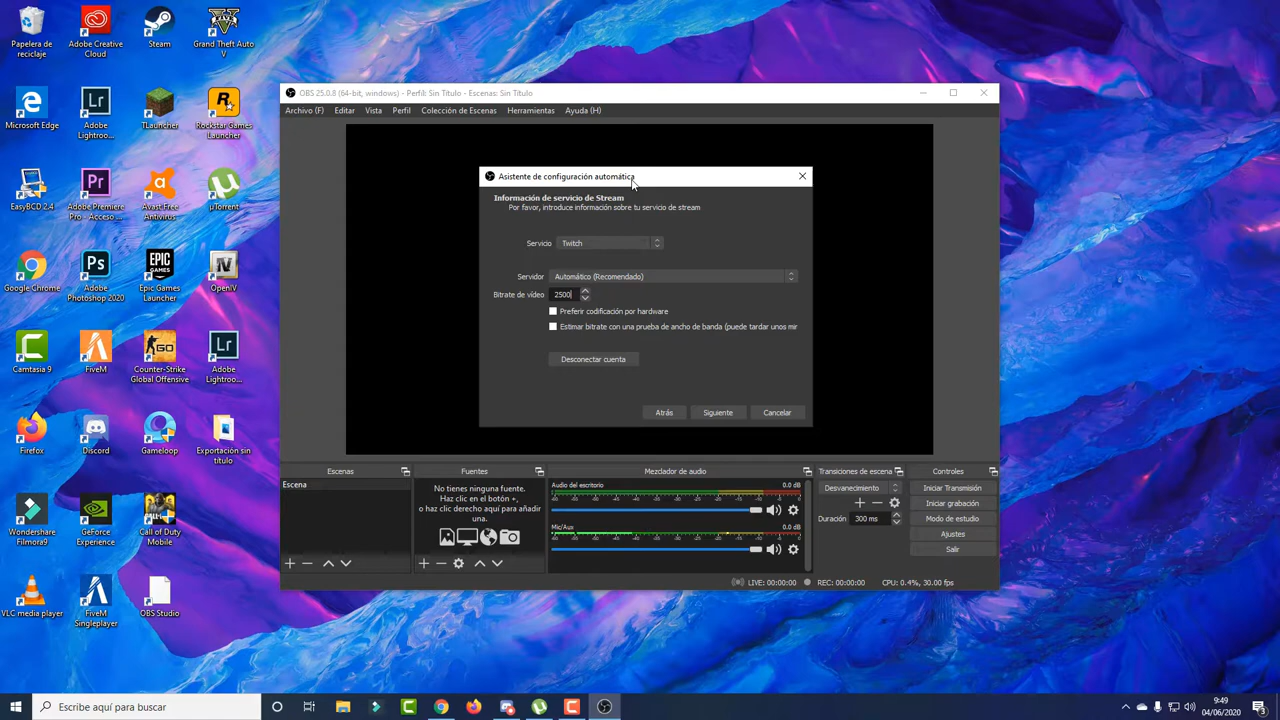 Papelera de
reciclaje
Adobe Creative
Cloud
Steam
Grand Theft Auto
V
Microsoft Edge
Adobe
Lightroo...
TLauncher
Rockstar Games
Launcher
EasyBCD 2.4
Adobe Premiere
Pro - Acceso ...
Avast Free
Antivirus
µTorrent
Google Chrome
Adobe
Photoshop 2020
Epic Games
Launcher
OpenIV
Camtasia 9
FiveM
Counter-Strike
Global Offensive
Adobe
Lightroo...
Firefox
Discord
Gameloop
Exportación sin
título
Wondershare
Filmora9
GeForce
Experience
Call of Duty
Mobile
VLC media player
FiveM
Singleplayer
OBS Studio
OBS 25.0.8 (64-bit, windows) - Perfil: Sin Título - Escenas: Sin Título
Archivo (F)
Editar
Vista
Perfil
Colección de Escenas
Herramientas
Ayuda (H)
Asistente de configuración automática
Información de servicio de Stream
Por favor, introduce información sobre tu servicio de stream
Servicio
Twitch
Servidor
Automático (Recomendado)
Bitrate de vídeo
2500
Preferir codificación por hardware
Estimar bitrate con una prueba de ancho de banda (puede tardar unos mir
Desconectar cuenta
Atrás
Siguiente
Cancelar
Escenas
Escena
Fuentes
No tienes ninguna fuente.
Haz clic en el botón +,
o haz clic derecho aquí para añadir
una.
Mezclador de audio
Audio del escritorio
0.0 dB
Mic/Aux
0.0 dB
Transiciones de escena
Desvanecimiento
Duración
300 ms
Controles
Iniciar Transmisión
Iniciar grabación
Modo de estudio
Ajustes
Salir
LIVE: 00:00:00
REC: 00:00:00
CPU: 0.4%, 30.00 fps
Escribe aquí para buscar
9:49
04/06/2020